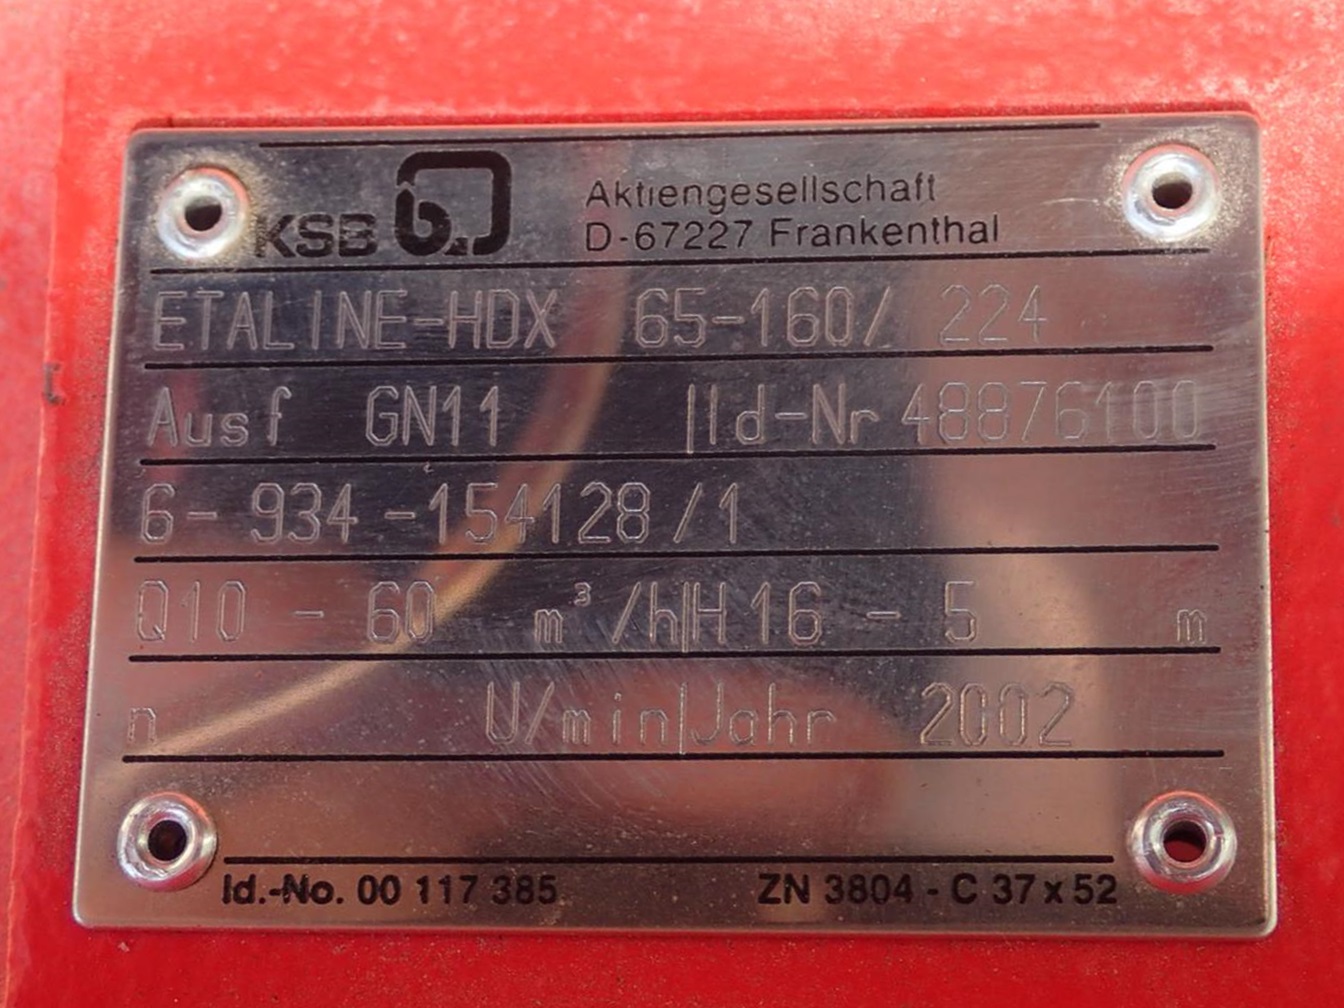 KSB Aktiengesellschaft
D-67227 Frankenthal
ETALINE-HDX 65-160/ 224
Ausf GN11 |Id-Nr 48876100
6- 934 -154128 /1
Q10 - 60 m³/h|H16 - 5 m
n U/min|Jahr 2002
Id.-No. 00 117 385 ZN 3804 - C 37 x 52